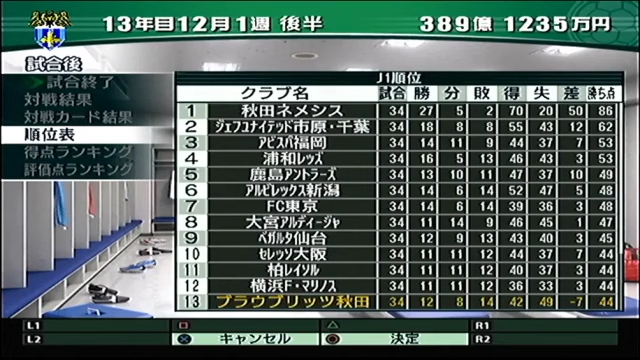 13年目12月1週 後半 389億 1235万円
試合後
試合終了
対戦結果
対戦カード結果
順位表
得点ランキング
評価点ランキング
J1順位
クラブ名 試合 勝 分 敗 得 失 差 勝ち点
1 秋田ネメシス 34 27 5 2 70 20 50 86
2 ジェフユナイテッド市原・千葉 34 18 8 8 55 43 12 62
3 アビスパ福岡 34 14 11 9 44 37 7 53
4 浦和レッズ 34 16 5 13 46 43 3 53
5 鹿島アントラーズ 34 13 10 11 47 37 10 49
6 アルビレックス新潟 34 14 6 14 52 47 5 48
7 FC東京 34 14 6 14 46 45 1 48
8 大宮アルディージャ 34 11 14 9 46 45 1 47
9 ベガルタ仙台 34 12 9 13 43 40 3 45
10 セレッソ大阪 34 11 11 12 44 40 4 44
11 柏レイソル 34 11 11 12 40 37 3 44
12 横浜F・マリノス 34 11 11 12 36 33 3 44
13 ブラウブリッツ秋田 34 12 8 14 42 49 -7 44
L1 R1
L2 キャンセル 決定 R2